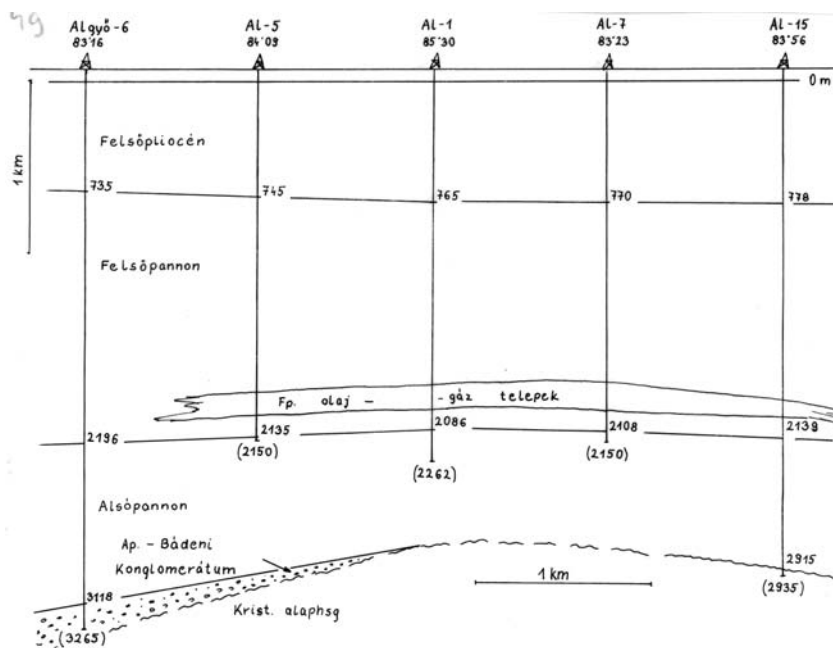 49
Algyő-6 Al-5 Al-1 Al-7 Al-15
83'16 84'09 85'30 83'23 83'56
0 m
1 km
Felsőpliocén
735 745 765 770 778
Felsőpannon
Fp. olaj - - gáz telepek
2196 2135 2086 2108 2139
(2150) (2262) (2150)
Alsópannon
Ap. - Bádeni
Konglomerátum
2915
1 km
(2935)
3118
Krist. alaphsg
(3265)